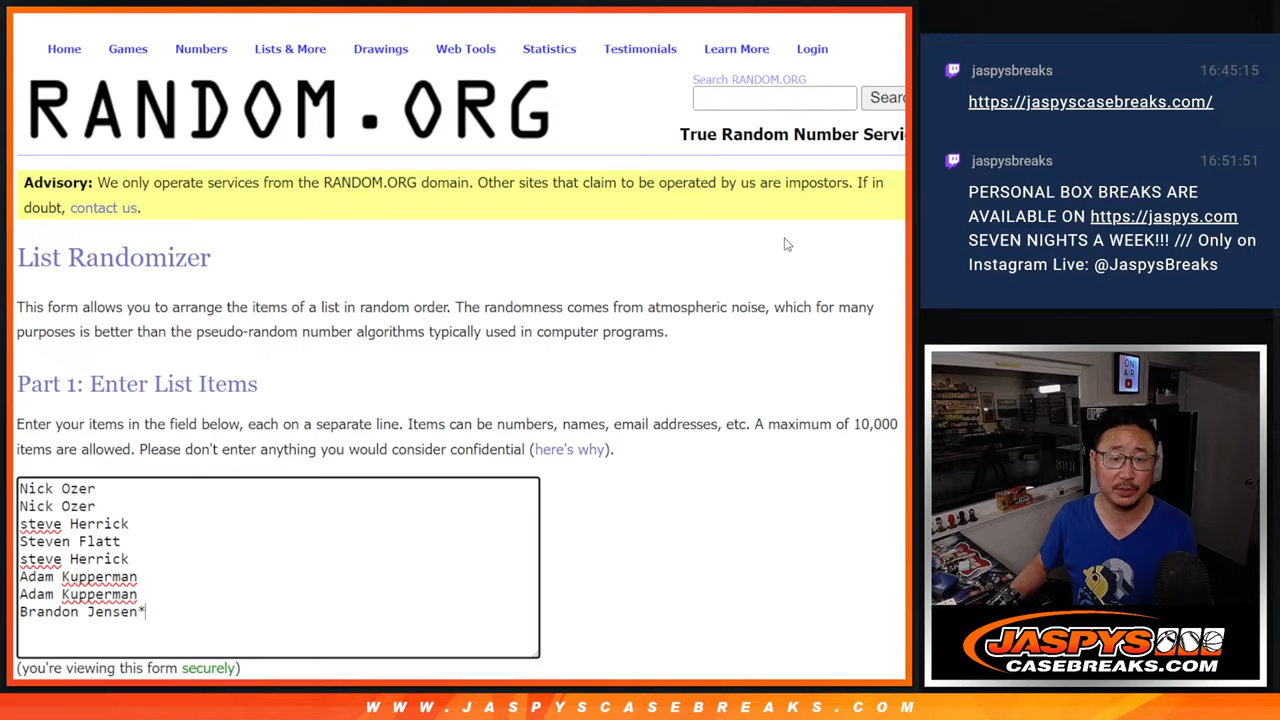 Home Games Numbers Lists & More Drawings Web Tools Statistics Testimonials Learn More Login
RANDOM.ORG
Search RANDOM.ORG
Searc
True Random Number Servi
Advisory: We only operate services from the RANDOM.ORG domain. Other sites that claim to be operated by us are impostors. If in
doubt, contact us.
List Randomizer
This form allows you to arrange the items of a list in random order. The randomness comes from atmospheric noise, which for many
purposes is better than the pseudo-random number algorithms typically used in computer programs.
Part 1: Enter List Items
Enter your items in the field below, each on a separate line. Items can be numbers, names, email addresses, etc. A maximum of 10,000
items are allowed. Please don't enter anything you would consider confidential (here's why).
Nick Ozer
Nick Ozer
steve Herrick
Steven Flatt
steve Herrick
Adam Kupperman
Adam Kupperman
Brandon Jensen*
(you're viewing this form securely)
jaspysbreaks 16:45:15
https://jaspyscasebreaks.com/
jaspysbreaks 16:51:51
PERSONAL BOX BREAKS ARE
AVAILABLE ON https://jaspys.com
SEVEN NIGHTS A WEEK!!! /// Only on
Instagram Live: @JaspysBreaks
ON
AIR
JASPYS
CASEBREAKS.COM
WWW.JASPYSCASEBREAKS.COM